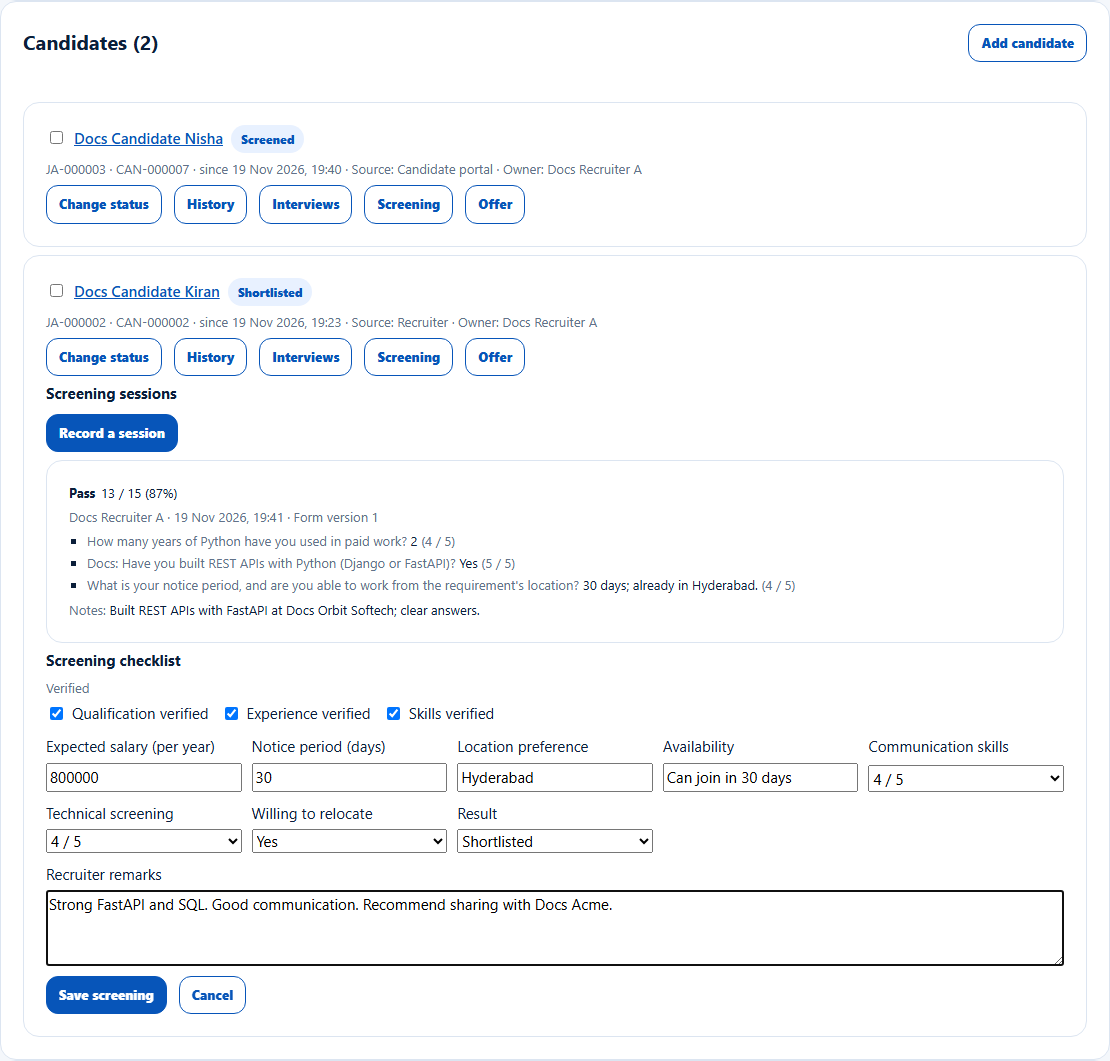 Candidates (2)
Add candidate
Docs Candidate Nisha Screened
JA-000003 · CAN-000007 · since 19 Nov 2026, 19:40 · Source: Candidate portal · Owner: Docs Recruiter A
Change status History Interviews Screening Offer
Docs Candidate Kiran Shortlisted
JA-000002 · CAN-000002 · since 19 Nov 2026, 19:23 · Source: Recruiter · Owner: Docs Recruiter A
Change status History Interviews Screening Offer
Screening sessions
Record a session
Pass 13 / 15 (87%)
Docs Recruiter A · 19 Nov 2026, 19:41 · Form version 1
How many years of Python have you used in paid work? 2 (4 / 5)
Docs: Have you built REST APIs with Python (Django or FastAPI)? Yes (5 / 5)
What is your notice period, and are you able to work from the requirement's location? 30 days; already in Hyderabad. (4 / 5)
Notes: Built REST APIs with FastAPI at Docs Orbit Softech; clear answers.
Screening checklist
Verified
Qualification verified Experience verified Skills verified
Expected salary (per year) Notice period (days) Location preference Availability Communication skills
800000 30 Hyderabad Can join in 30 days 4 / 5
Technical screening Willing to relocate Result
4 / 5 Yes Shortlisted
Recruiter remarks
Strong FastAPI and SQL. Good communication. Recommend sharing with Docs Acme.
Save screening Cancel